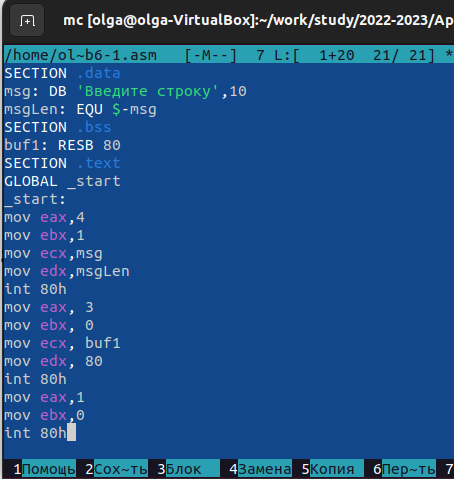 mc [olga@olga-VirtualBox]:~/work/study/2022-2023/Ap
/home/ol~b6-1.asm [-M--] 7 L:[ 1+20 21/ 21] *
SECTION .data
msg: DB 'Введите строку',10
msgLen: EQU $-msg
SECTION .bss
buf1: RESB 80
SECTION .text
GLOBAL _start
_start:
mov eax,4
mov ebx,1
mov ecx,msg
mov edx,msgLen
int 80h
mov eax, 3
mov ebx, 0
mov ecx, buf1
mov edx, 80
int 80h
mov eax,1
mov ebx,0
int 80h
1Помощь 2Сох~ть 3Блок 4Замена 5Копия 6Пер~ть 7